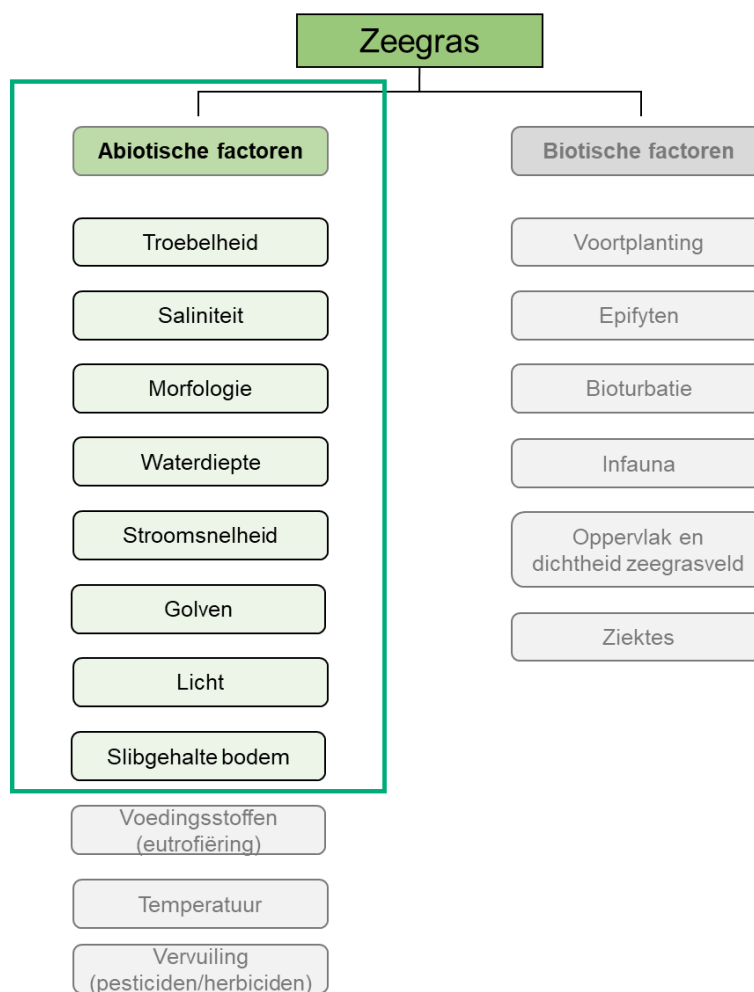 Zeegras
Abiotische factoren
Troebelheid
Saliniteit
Morfologie
Waterdiepte
Stroomsnelheid
Golven
Licht
Slibgehalte bodem
Voedingsstoffen
(eutrofiëring)
Temperatuur
Vervuiling
(pesticiden/herbiciden)
Biotische factoren
Voortplanting
Epifyten
Bioturbatie
Infauna
Oppervlak en
dichtheid zeegrasveld
Ziektes